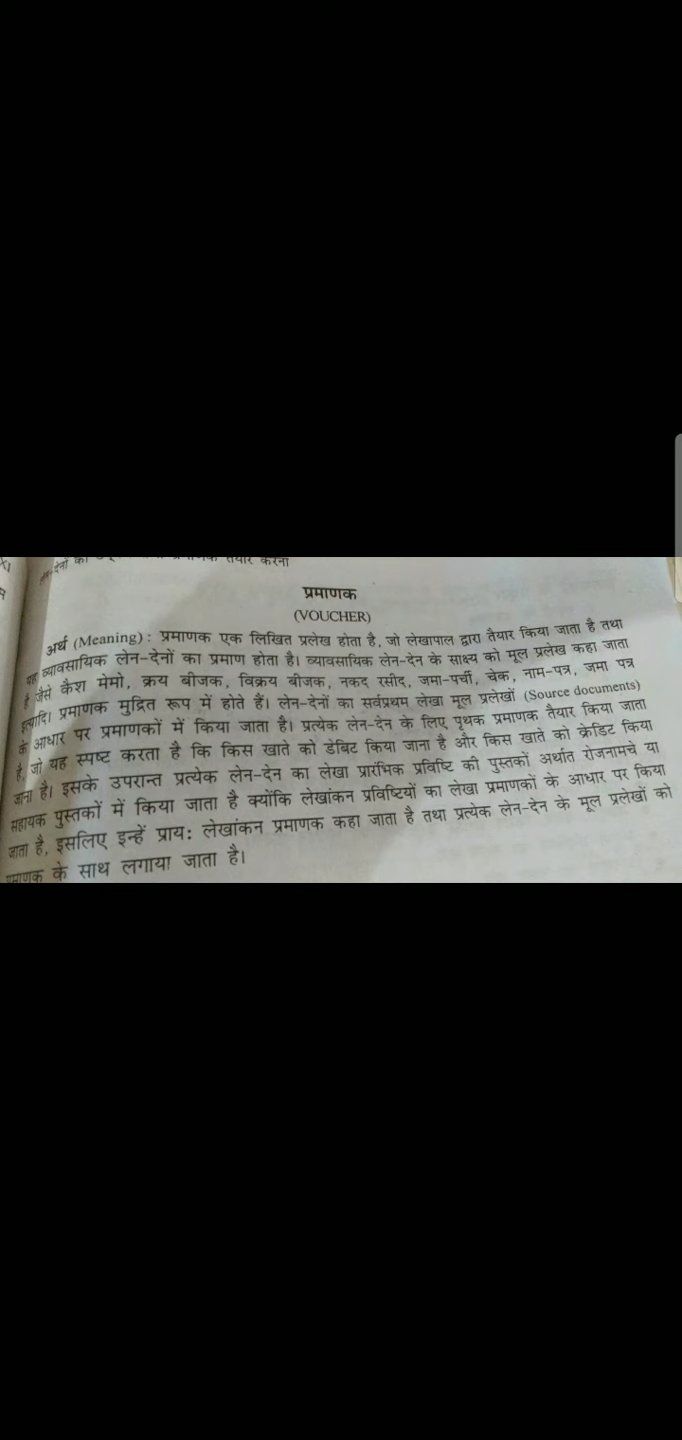 तैयार करना
प्रमाणक
(VOUCHER)
अर्थ (Meaning) : प्रमाणक एक लिखित प्रलेख होता है, जो लेखापाल द्वारा तैयार किया जाता है तथा
यह व्यावसायिक लेन-देनों का प्रमाण होता है। व्यावसायिक लेन-देन के साक्ष्य को मूल प्रलेख कहा जाता
है जैसे कैश मेमो, क्रय बीजक, विक्रय बीजक, नकद रसीद, जमा-पर्ची, चेक, नाम-पत्र, जमा पत्र
इत्यादि। प्रमाणक मुद्रित रूप में होते हैं। लेन-देनों का सर्वप्रथम लेखा मूल प्रलेखों (Source documents)
के आधार पर प्रमाणकों में किया जाता है। प्रत्येक लेन-देन के लिए पृथक प्रमाणक तैयार किया जाता
है, जो यह स्पष्ट करता है कि किस खाते को डेबिट किया जाना है और किस खाते को क्रेडिट किया
जाना है। इसके उपरान्त प्रत्येक लेन-देन का लेखा प्रारंभिक प्रविष्टि की पुस्तकों अर्थात रोजनामचे या
सहायक पुस्तकों में किया जाता है क्योंकि लेखांकन प्रविष्टियों का लेखा प्रमाणकों के आधार पर किया
जाता है, इसलिए इन्हें प्राय: लेखांकन प्रमाणक कहा जाता है तथा प्रत्येक लेन-देन के मूल प्रलेखों को
प्रमाणक के साथ लगाया जाता है।